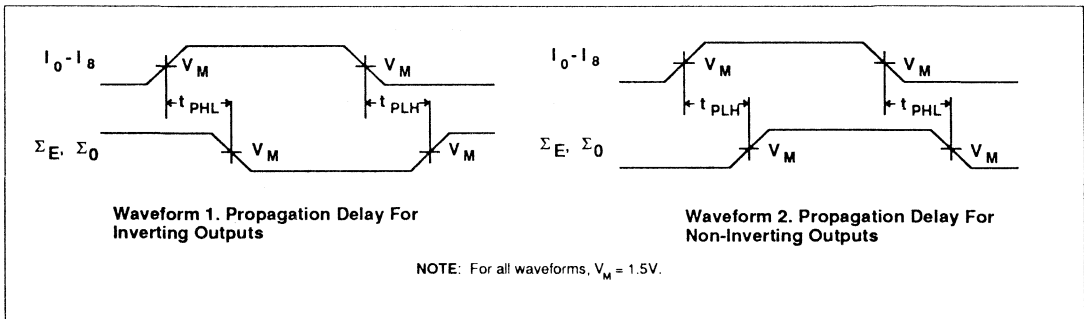 I0-I8
VM
VM
tPHL
tPLH
ΣE, Σ0
VM
VM
Waveform 1. Propagation Delay For
Inverting Outputs
I0-I8
VM
VM
tPLH
tPHL
ΣE, Σ0
VM
VM
Waveform 2. Propagation Delay For
Non-Inverting Outputs
NOTE: For all waveforms, VM = 1.5V.